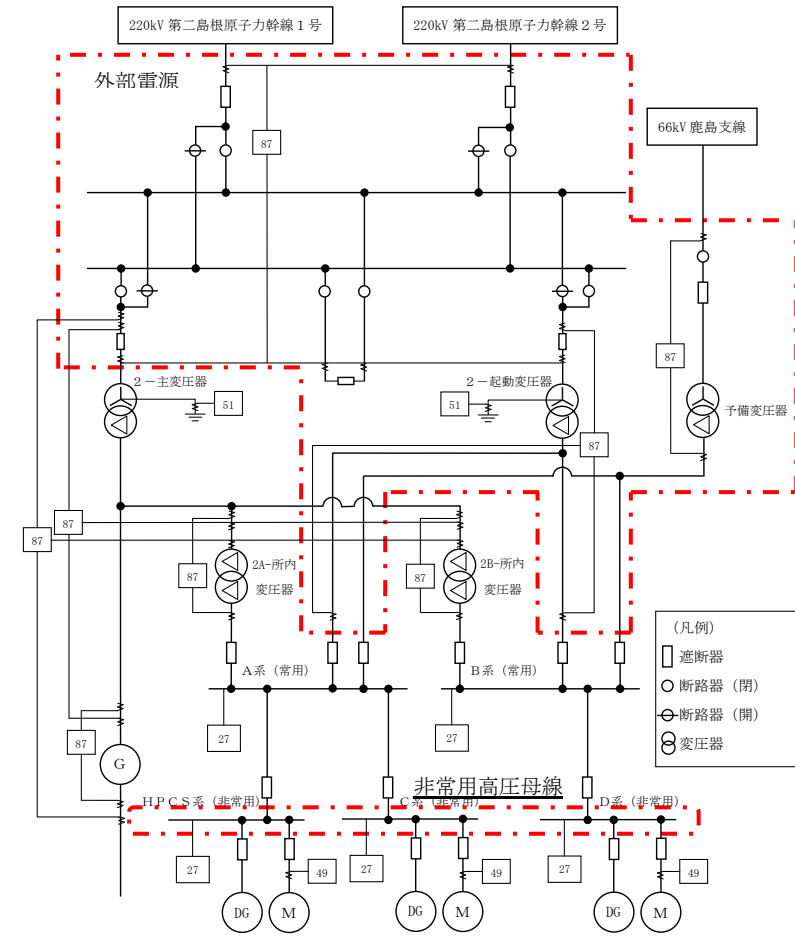 220kV 第二島根原子力幹線1号
220kV 第二島根原子力幹線2号
外部電源
66kV 鹿島支線
87
87
2-主変圧器
51
2-起動変圧器
51
予備変圧器
87
87
87
87
2A-所内
変圧器
87
2B-所内
変圧器
(凡例)
遮断器
断路器(閉)
断路器(開)
変圧器
A系(常用)
B系(常用)
27
27
87
G
非常用高圧母線
HPCS系(非常用)
C系(非常用)
D系(非常用)
27
49
27
49
27
49
DG
M
DG
M
DG
M